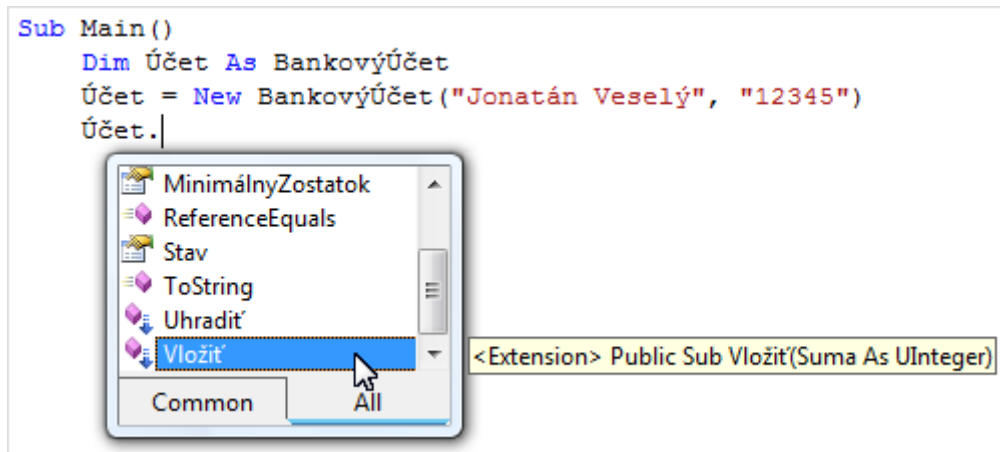 Sub Main()
Dim Účet As BankovýÚčet
Účet = New BankovýÚčet("Jonatán Veselý", "12345")
Účet.
MinimálnyZostatok
ReferenceEquals
Stav
ToString
Uhradiť
Vložiť
<Extension> Public Sub Vložiť(Suma As UInteger)
Common All